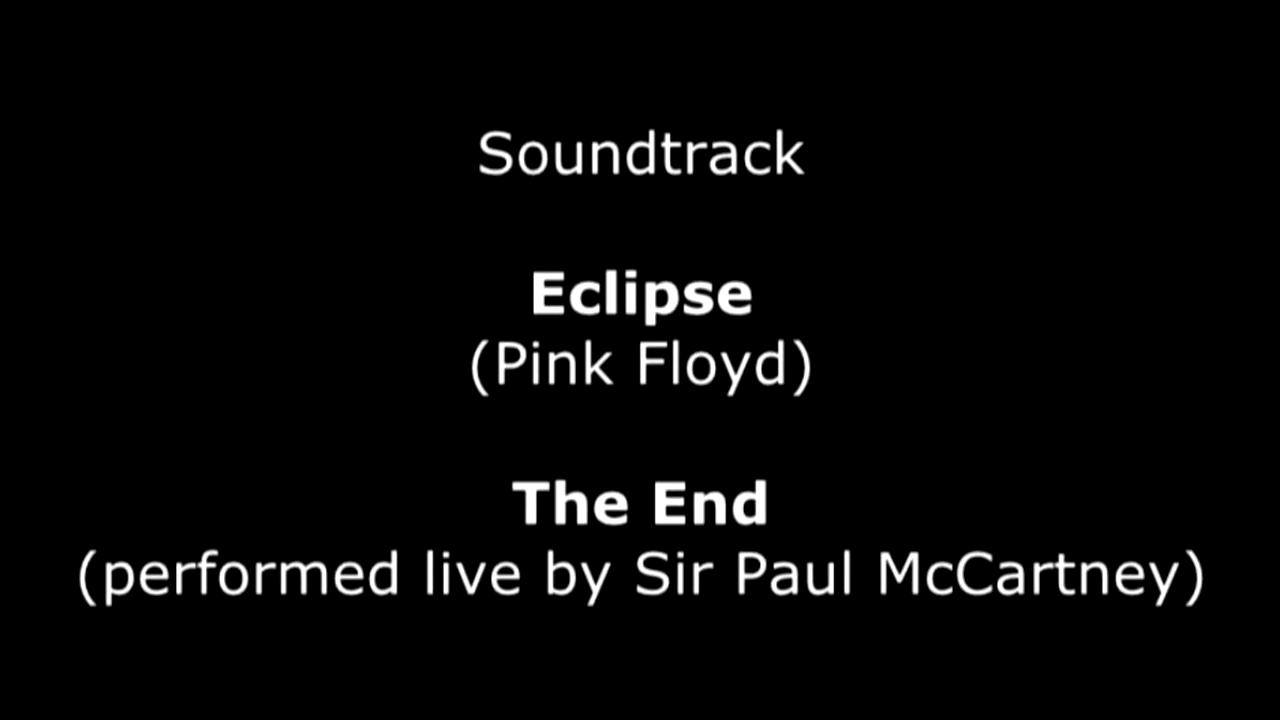 Soundtrack
Eclipse
(Pink Floyd)
The End
(performed live by Sir Paul McCartney)